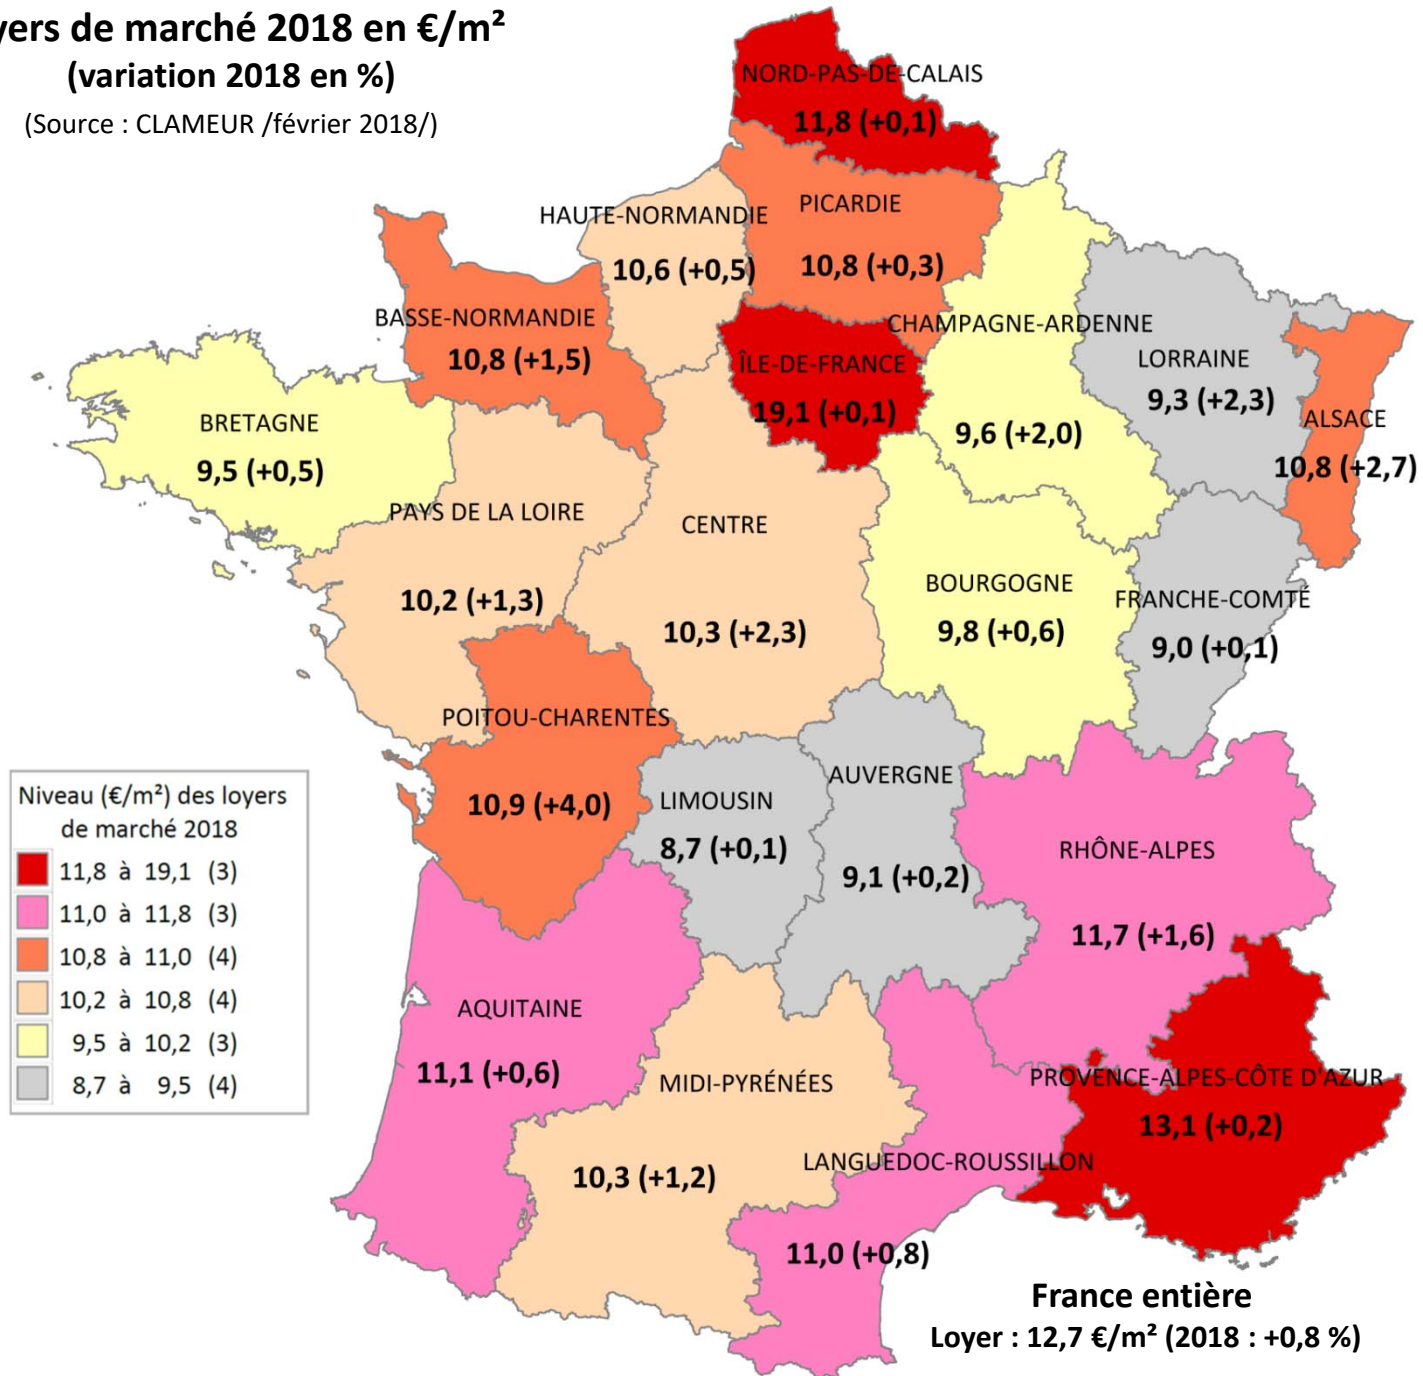 yers de marché 2018 en €/m²
(variation 2018 en %)
(Source : CLAMEUR /février 2018/)
NORD-PAS-DE-CALAIS
11,8 (+0,1)
PICARDIE
10,8 (+0,3)
HAUTE-NORMANDIE
10,6 (+0,5)
BASSE-NORMANDIE
10,8 (+1,5)
ÎLE-DE-FRANCE
19,1 (+0,1)
CHAMPAGNE-ARDENNE
9,6 (+2,0)
LORRAINE
9,3 (+2,3)
ALSACE
10,8 (+2,7)
BRETAGNE
9,5 (+0,5)
PAYS DE LA LOIRE
10,2 (+1,3)
CENTRE
10,3 (+2,3)
BOURGOGNE
9,8 (+0,6)
FRANCHE-COMTÉ
9,0 (+0,1)
POITOU-CHARENTES
10,9 (+4,0)
LIMOUSIN
8,7 (+0,1)
AUVERGNE
9,1 (+0,2)
RHÔNE-ALPES
11,7 (+1,6)
AQUITAINE
11,1 (+0,6)
MIDI-PYRÉNÉES
10,3 (+1,2)
LANGUEDOC-ROUSSILLON
11,0 (+0,8)
PROVENCE-ALPES-CÔTE D'AZUR
13,1 (+0,2)
Niveau (€/m²) des loyers
de marché 2018
11,8 à 19,1 (3)
11,0 à 11,8 (3)
10,8 à 11,0 (4)
10,2 à 10,8 (4)
9,5 à 10,2 (3)
8,7 à 9,5 (4)
France entière
Loyer : 12,7 €/m² (2018 : +0,8 %)